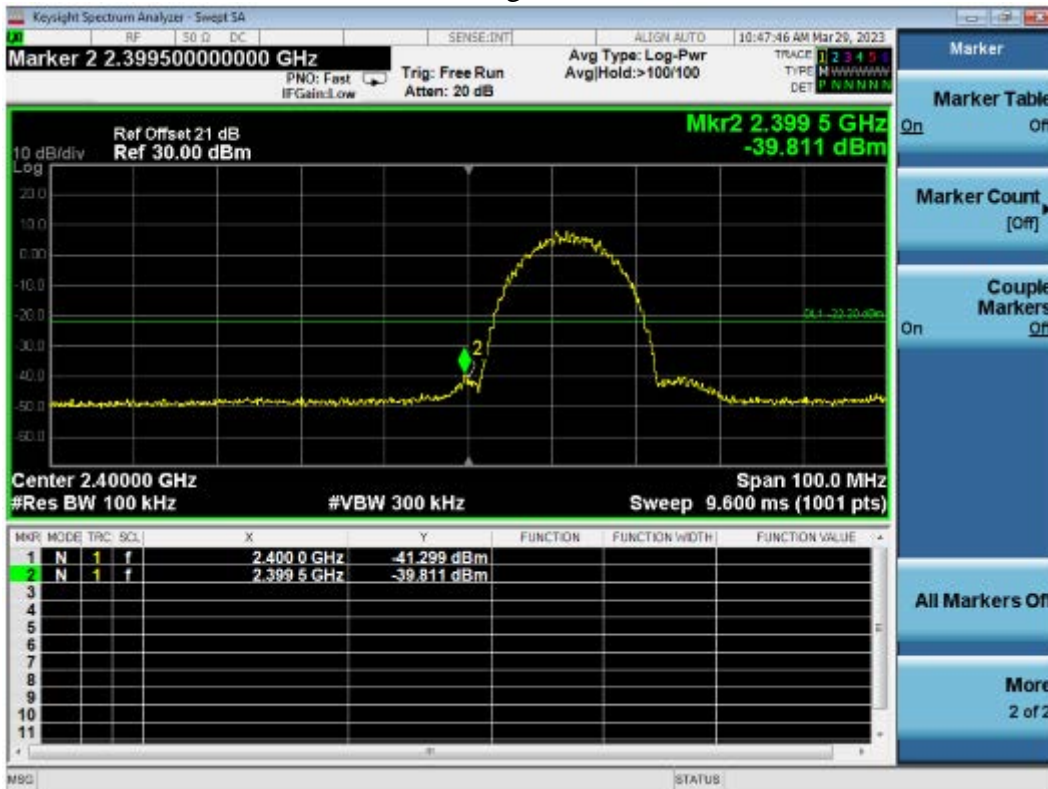 Keysight Spectrum Analyzer - Swept SA
RF 50 Ω DC SENSE:INT ALIGN AUTO 10:47:46 AM Mar 29, 2023
Marker 2 2.399500000000 GHz
PNO: Fast
IFGain:Low
Trig: Free Run
Atten: 20 dB
Avg Type: Log-Pwr
Avg|Hold:>100/100
TRACE 1 2 3 4 5 6
TYPE M WWWWW
DET P N N N N N
Ref Offset 21 dB
10 dB/div Ref 30.00 dBm
Log
Mkr2 2.399 5 GHz
-39.811 dBm
20.0
10.0
0.00
-10.0
-20.0
DL1 -22.20 dBm
-30.0
2
-40.0
-50.0
-60.0
Center 2.40000 GHz Span 100.0 MHz
#Res BW 100 kHz #VBW 300 kHz Sweep 9.600 ms (1001 pts)
MKR MODE TRC SCL X Y FUNCTION FUNCTION WIDTH FUNCTION VALUE
1 N 1 f 2.400 0 GHz -41.299 dBm
2 N 1 f 2.399 5 GHz -39.811 dBm
3
4
5
6
7
8
9
10
11
MSG STATUS
Marker
Marker Table
On Off
Marker Count
[Off]
Couple
Markers
On Off
All Markers Off
More
2 of 2